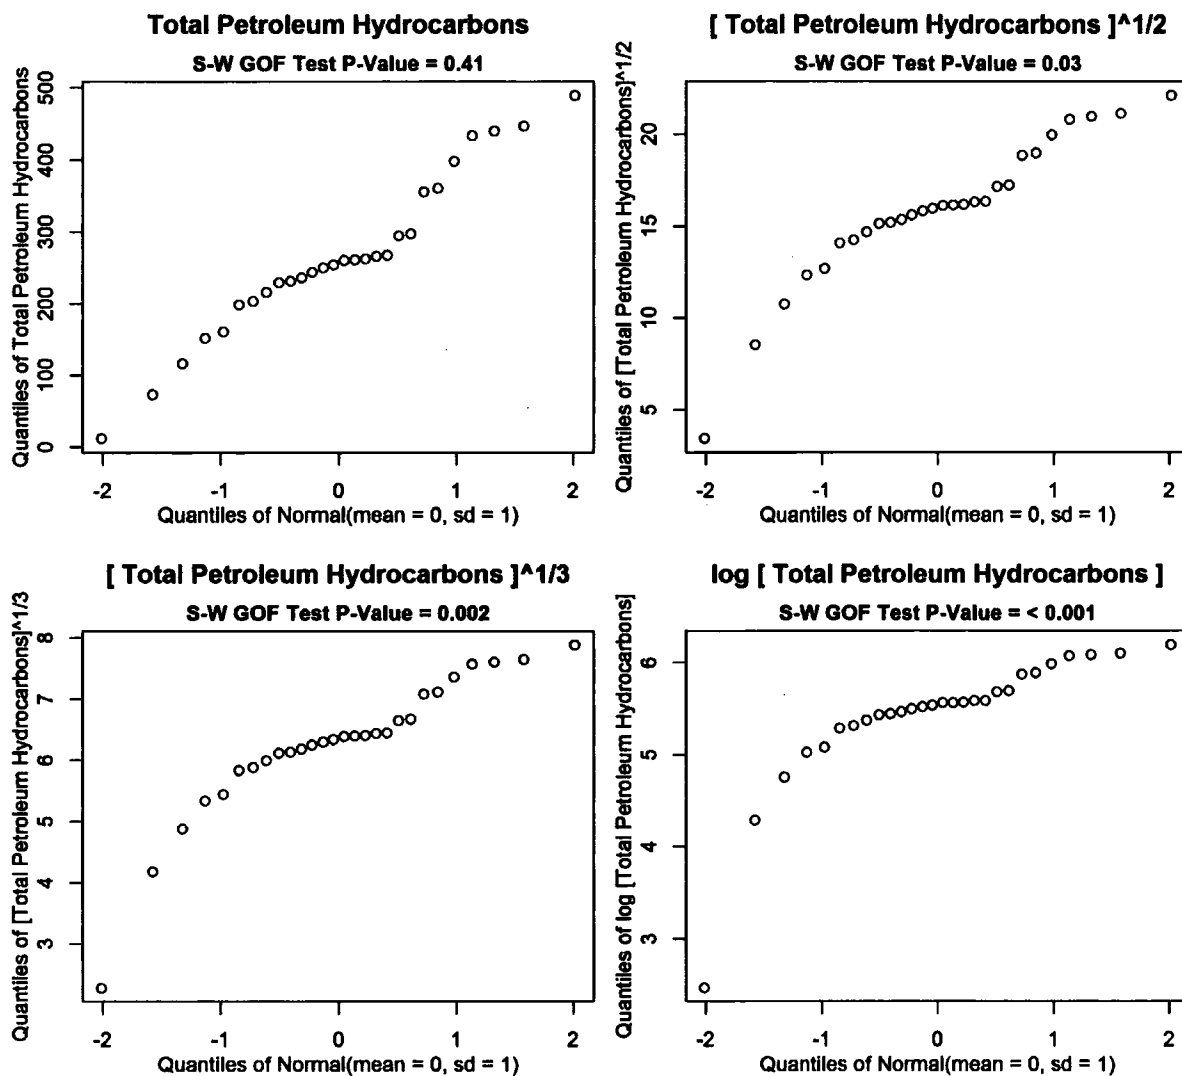 Total Petroleum Hydrocarbons
S-W GOF Test P-Value = 0.41
Quantiles of Total Petroleum Hydrocarbons
500
400
300
200
100
0
-2 -1 0 1 2
Quantiles of Normal(mean = 0, sd = 1)
[ Total Petroleum Hydrocarbons ]^1/2
S-W GOF Test P-Value = 0.03
Quantiles of [Total Petroleum Hydrocarbons]^1/2
20
15
10
5
-2 -1 0 1 2
Quantiles of Normal(mean = 0, sd = 1)
[ Total Petroleum Hydrocarbons ]^1/3
S-W GOF Test P-Value = 0.002
Quantiles of [Total Petroleum Hydrocarbons]^1/3
8
7
6
5
4
3
-2 -1 0 1 2
Quantiles of Normal(mean = 0, sd = 1)
log [ Total Petroleum Hydrocarbons ]
S-W GOF Test P-Value = < 0.001
Quantiles of log [Total Petroleum Hydrocarbons]
6
5
4
3
-2 -1 0 1 2
Quantiles of Normal(mean = 0, sd = 1)